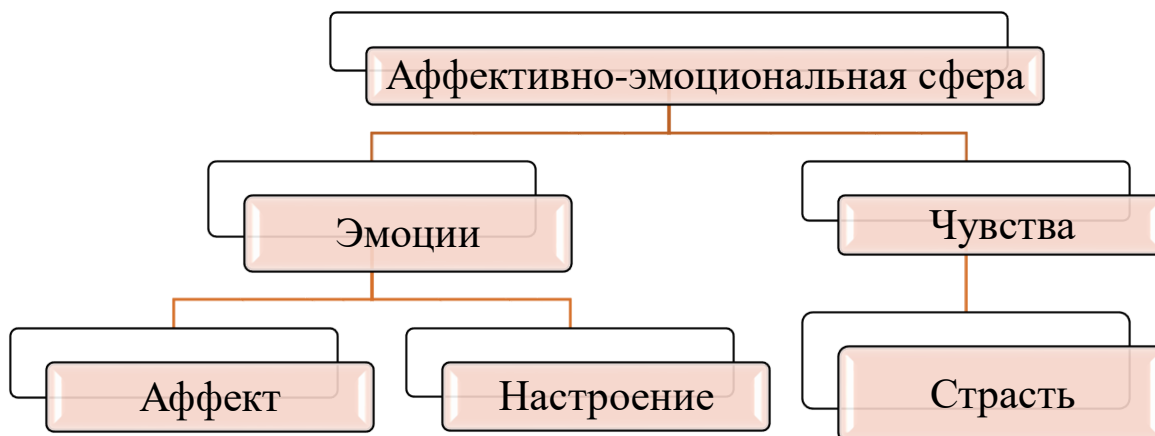 Аффективно-эмоциональная сфера
Эмоции
Чувства
Аффект
Настроение
Страсть